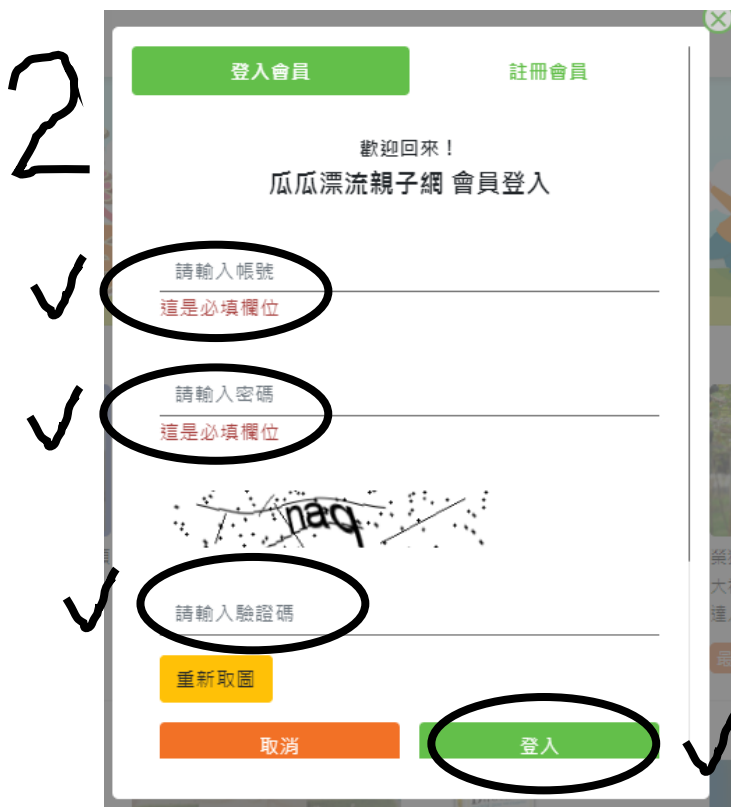 2
登入會員 註冊會員
歡迎回來！
瓜瓜漂流親子網 會員登入
請輸入帳號
這是必填欄位
請輸入密碼
這是必填欄位
naq
請輸入驗證碼
重新取圖
取消 登入